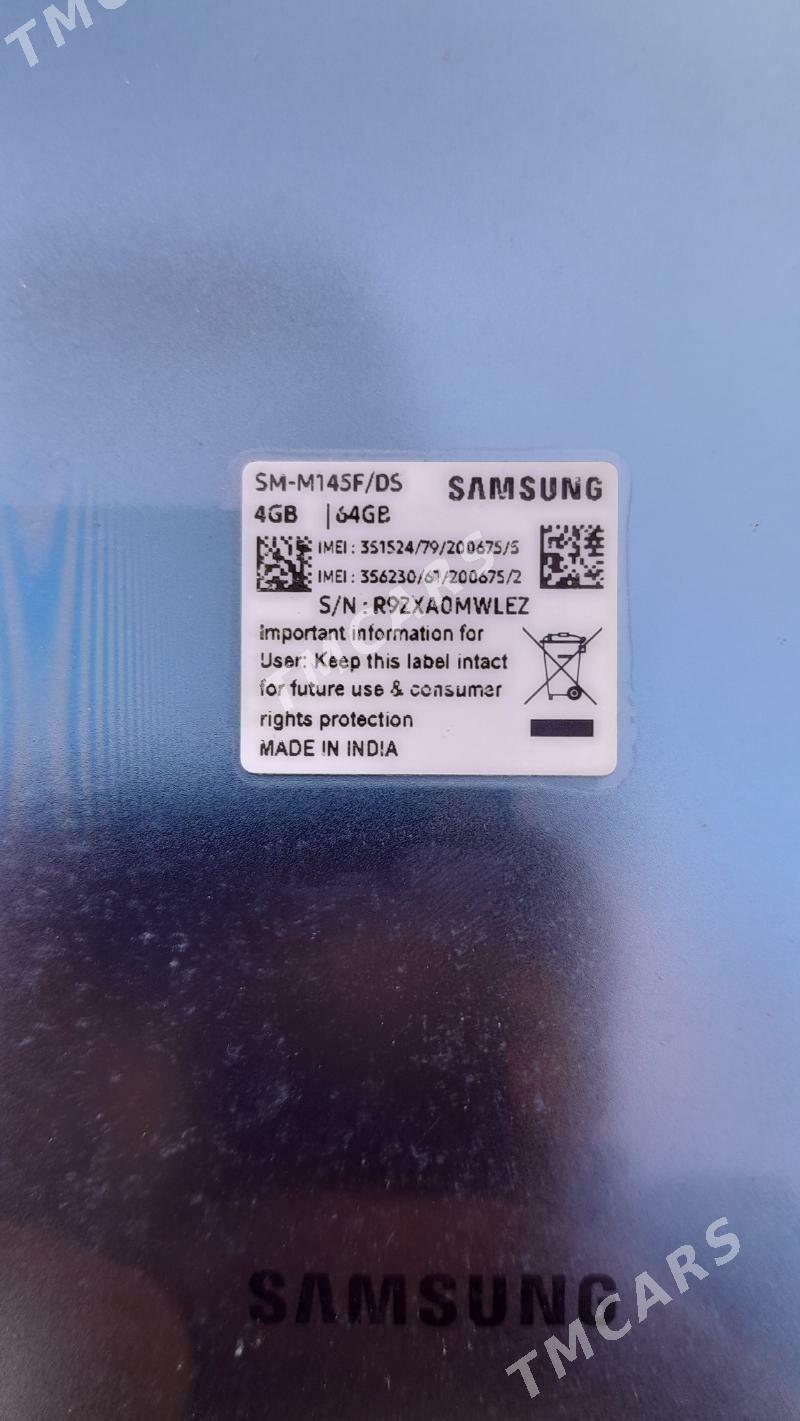 TMCARS
SM-M145F/DS SAMSUNG
4GB | 64GB
IMEI : 351524/79/200675/5
IMEI : 356230/61/200675/2
S/N : R9ZXA0MWLEZ
Important information for
User: Keep this label intact
for future use & consumer
rights protection
MADE IN INDIA
TMCARS
SAMSUNG
TMCARS